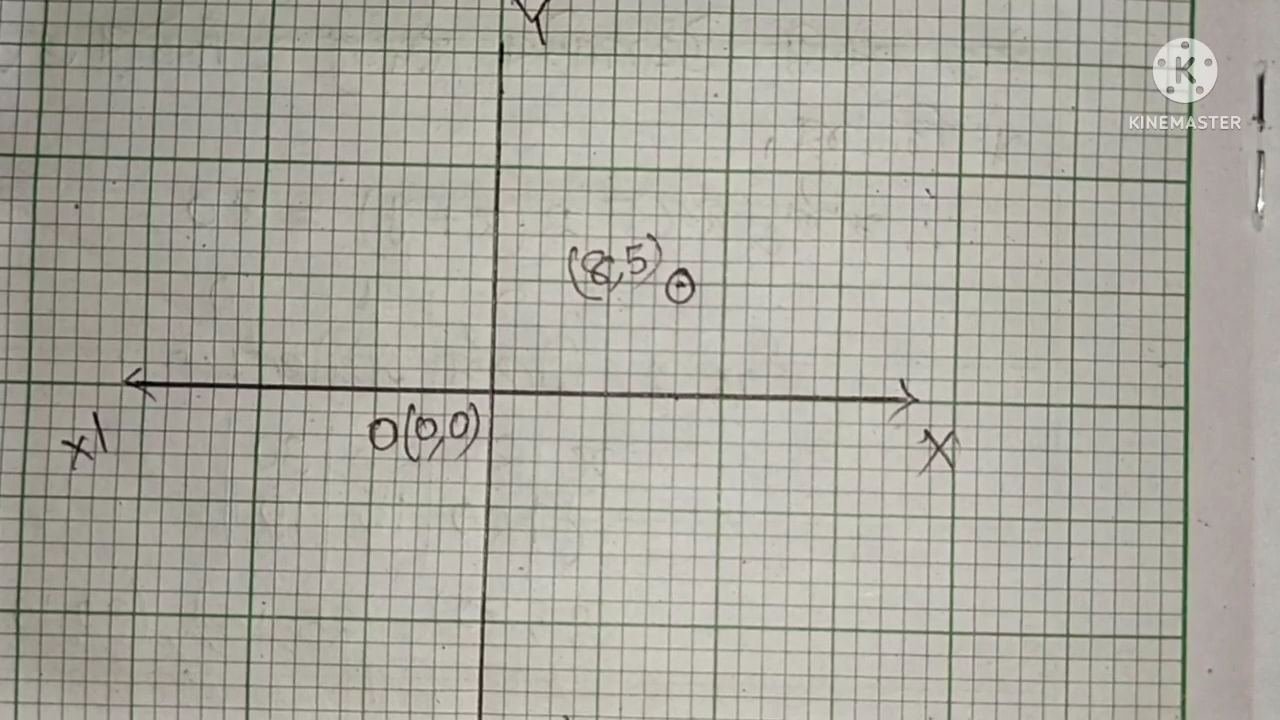 Y
KINEMASTER
(8,5)
O(0,0)
X' X